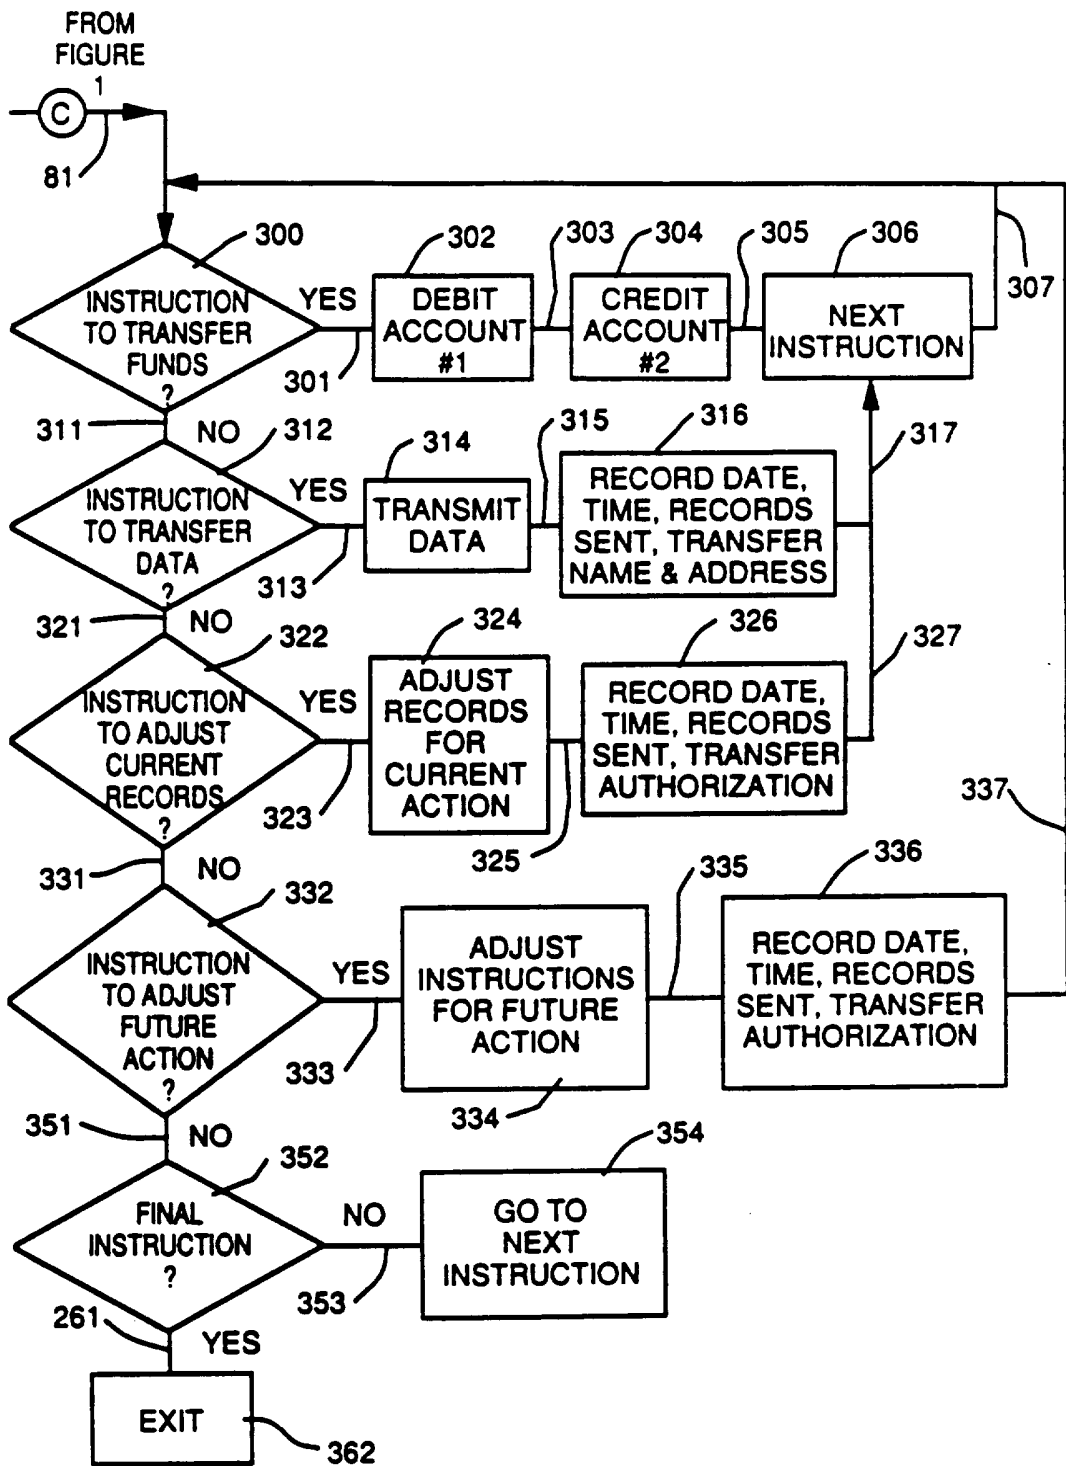 FROM
FIGURE
1
C
81
300
INSTRUCTION
TO TRANSFER
FUNDS
?
YES
301
302
DEBIT
ACCOUNT
#1
303
304
CREDIT
ACCOUNT
#2
305
306
NEXT
INSTRUCTION
307
311
NO
312
INSTRUCTION
TO TRANSFER
DATA
?
YES
313
314
TRANSMIT
DATA
315
316
RECORD DATE,
TIME, RECORDS
SENT, TRANSFER
NAME & ADDRESS
317
321
NO
322
INSTRUCTION
TO ADJUST
CURRENT
RECORDS
?
YES
323
324
ADJUST
RECORDS
FOR
CURRENT
ACTION
325
326
RECORD DATE,
TIME, RECORDS
SENT, TRANSFER
AUTHORIZATION
327
331
NO
332
INSTRUCTION
TO ADJUST
FUTURE
ACTION
?
YES
333
ADJUST
INSTRUCTIONS
FOR FUTURE
ACTION
334
335
336
RECORD DATE,
TIME, RECORDS
SENT, TRANSFER
AUTHORIZATION
337
351
NO
352
FINAL
INSTRUCTION
?
NO
353
354
GO TO
NEXT
INSTRUCTION
261
YES
EXIT
362